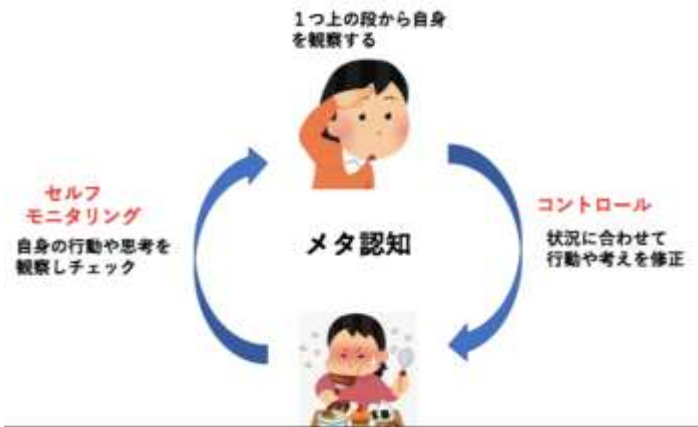 １つ上の段から自身
を観察する
セルフ
モニタリング
自身の行動や思考を
観察しチェック
メタ認知
コントロール
状況に合わせて
行動や考えを修正